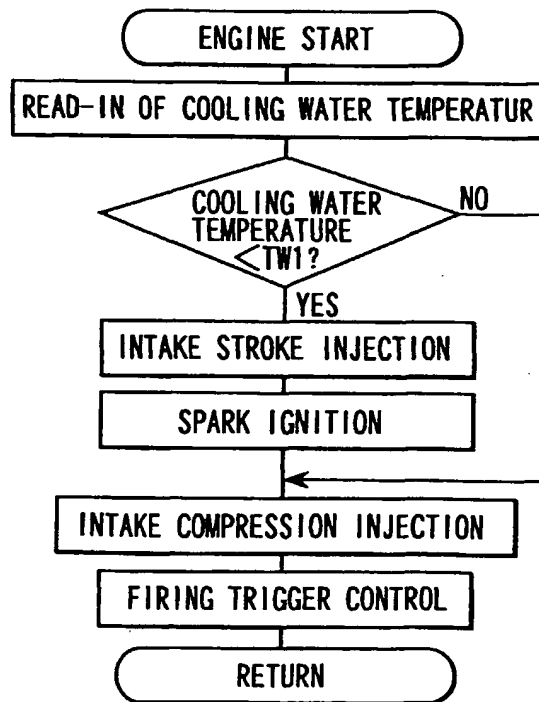 ENGINE START
READ-IN OF COOLING WATER TEMPERATUR
COOLING WATER
TEMPERATURE
<TW1?
NO
YES
INTAKE STROKE INJECTION
SPARK IGNITION
INTAKE COMPRESSION INJECTION
FIRING TRIGGER CONTROL
RETURN